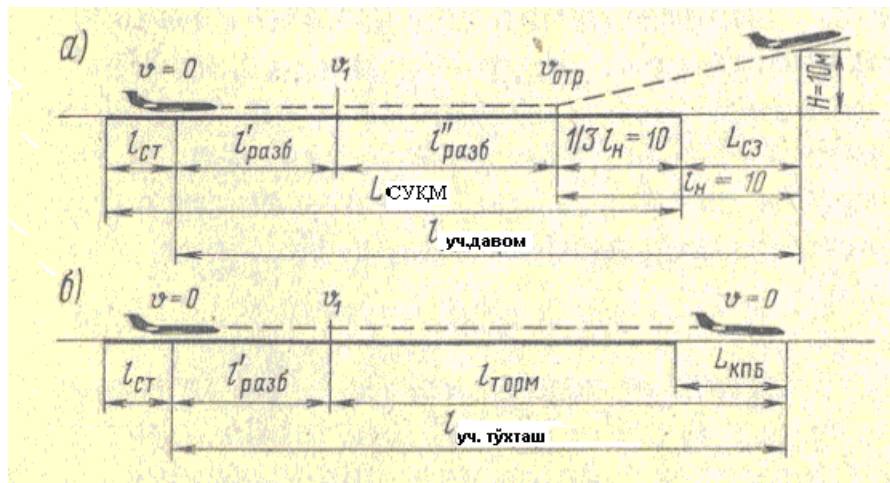 а)
v = 0
v₁
vотр
H=10м
lст
l′разб
l″разб
1/3 lн = 10
Lсз
lн = 10
L СУҚМ
l уч.давом
б)
v = 0
v₁
v = 0
lст
l′разб
lторм
LКПБ
l уч. тўхташ